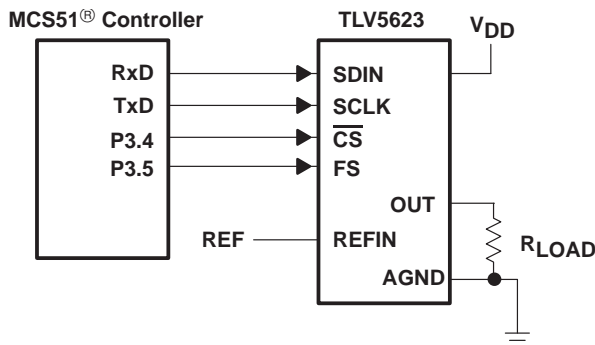 MCS51® Controller
TLV5623
VDD
RxD
SDIN
TxD
SCLK
P3.4
CS
P3.5
FS
OUT
REF
REFIN
RLOAD
AGND